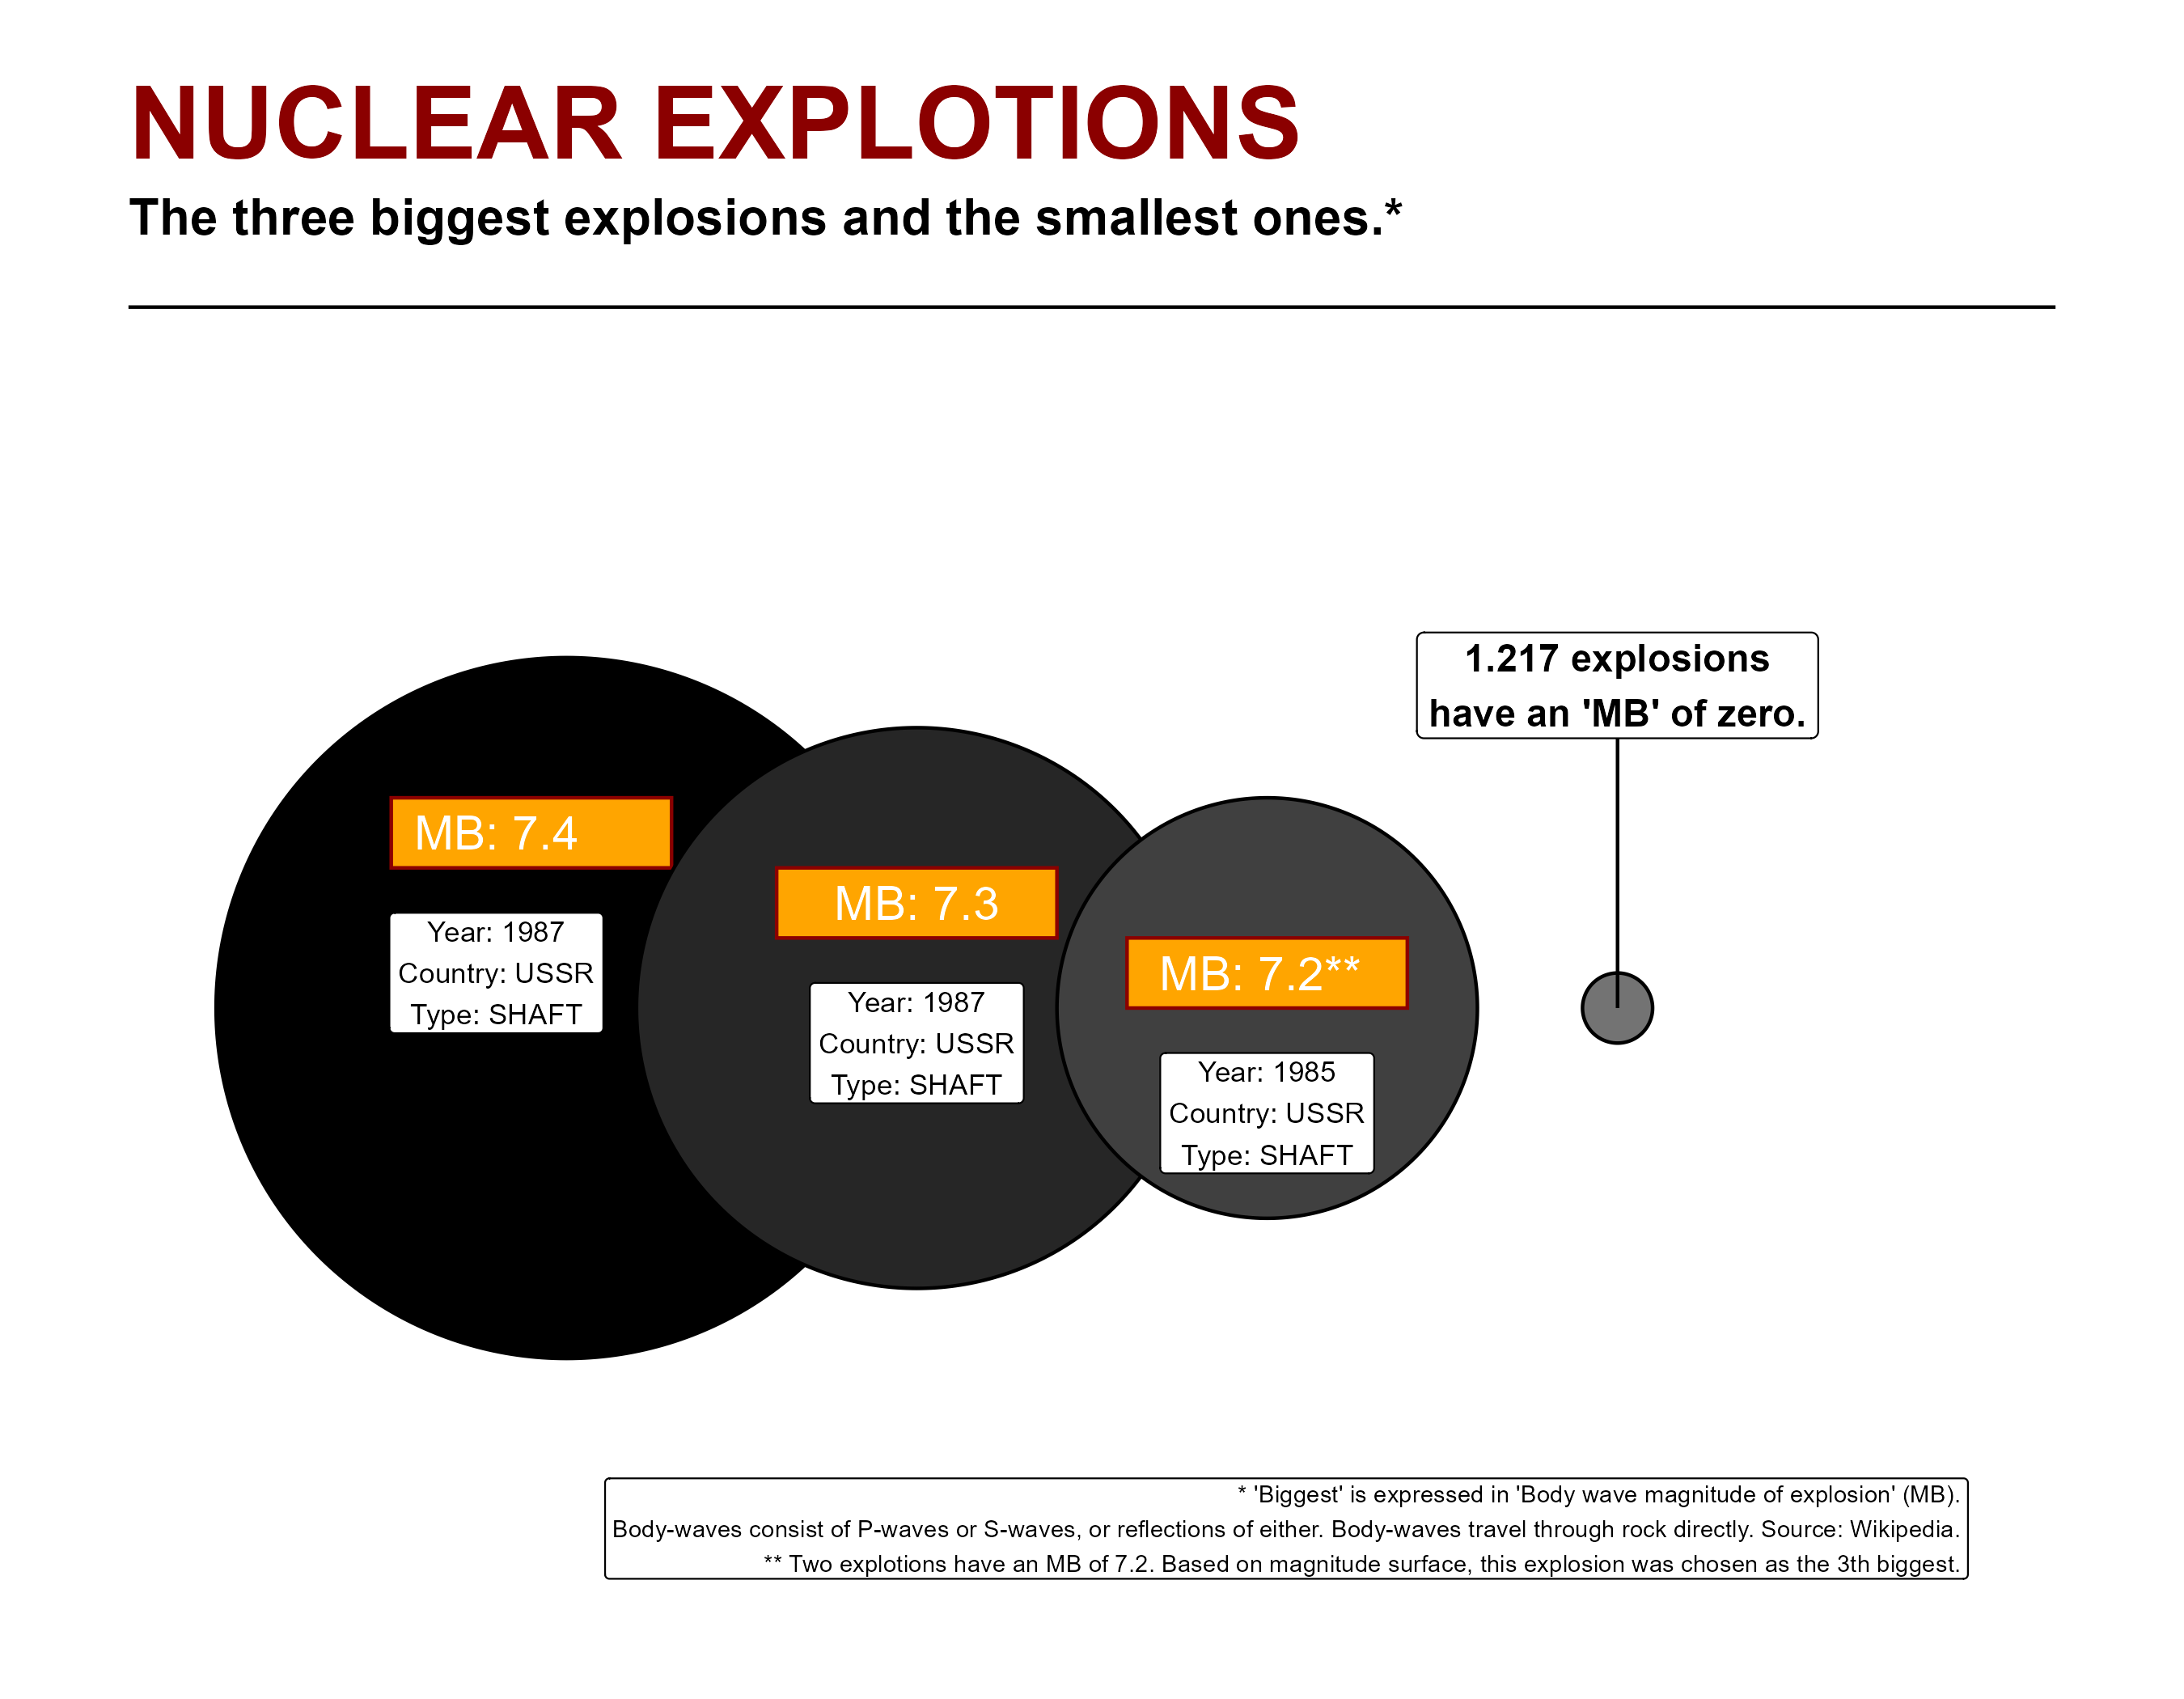 NUCLEAR EXPLOTIONS
The three biggest explosions and the smallest ones.*
1.217 explosions
have an 'MB' of zero.
MB: 7.4
Year: 1987
Country: USSR
Type: SHAFT
MB: 7.3
Year: 1987
Country: USSR
Type: SHAFT
MB: 7.2**
Year: 1985
Country: USSR
Type: SHAFT
* 'Biggest' is expressed in 'Body wave magnitude of explosion' (MB).
Body-waves consist of P-waves or S-waves, or reflections of either. Body-waves travel through rock directly. Source: Wikipedia.
** Two explotions have an MB of 7.2. Based on magnitude surface, this explosion was chosen as the 3th biggest.